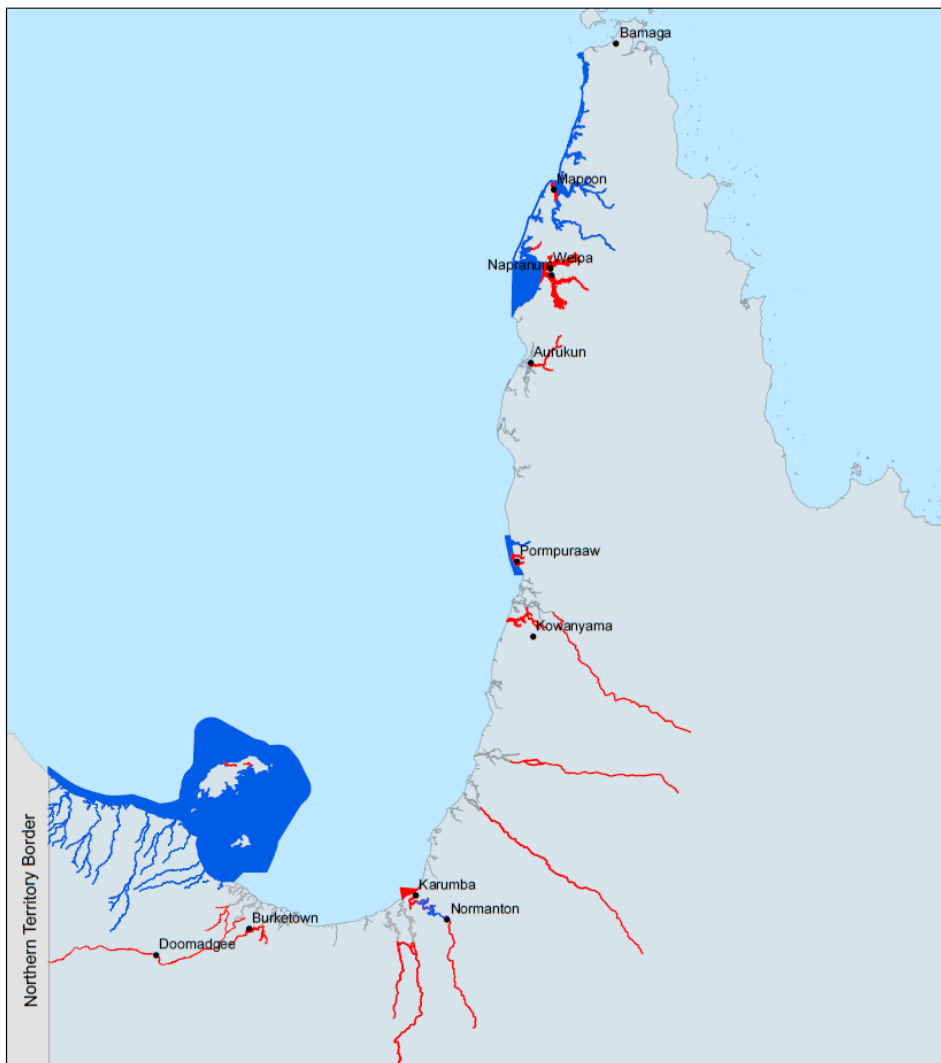 Bamaga
Mapoon
Weipa
Napranum
Aurukun
Pormpuraaw
Kowanyama
Karumba
Normanton
Burketown
Doomadgee
Northern Territory Border